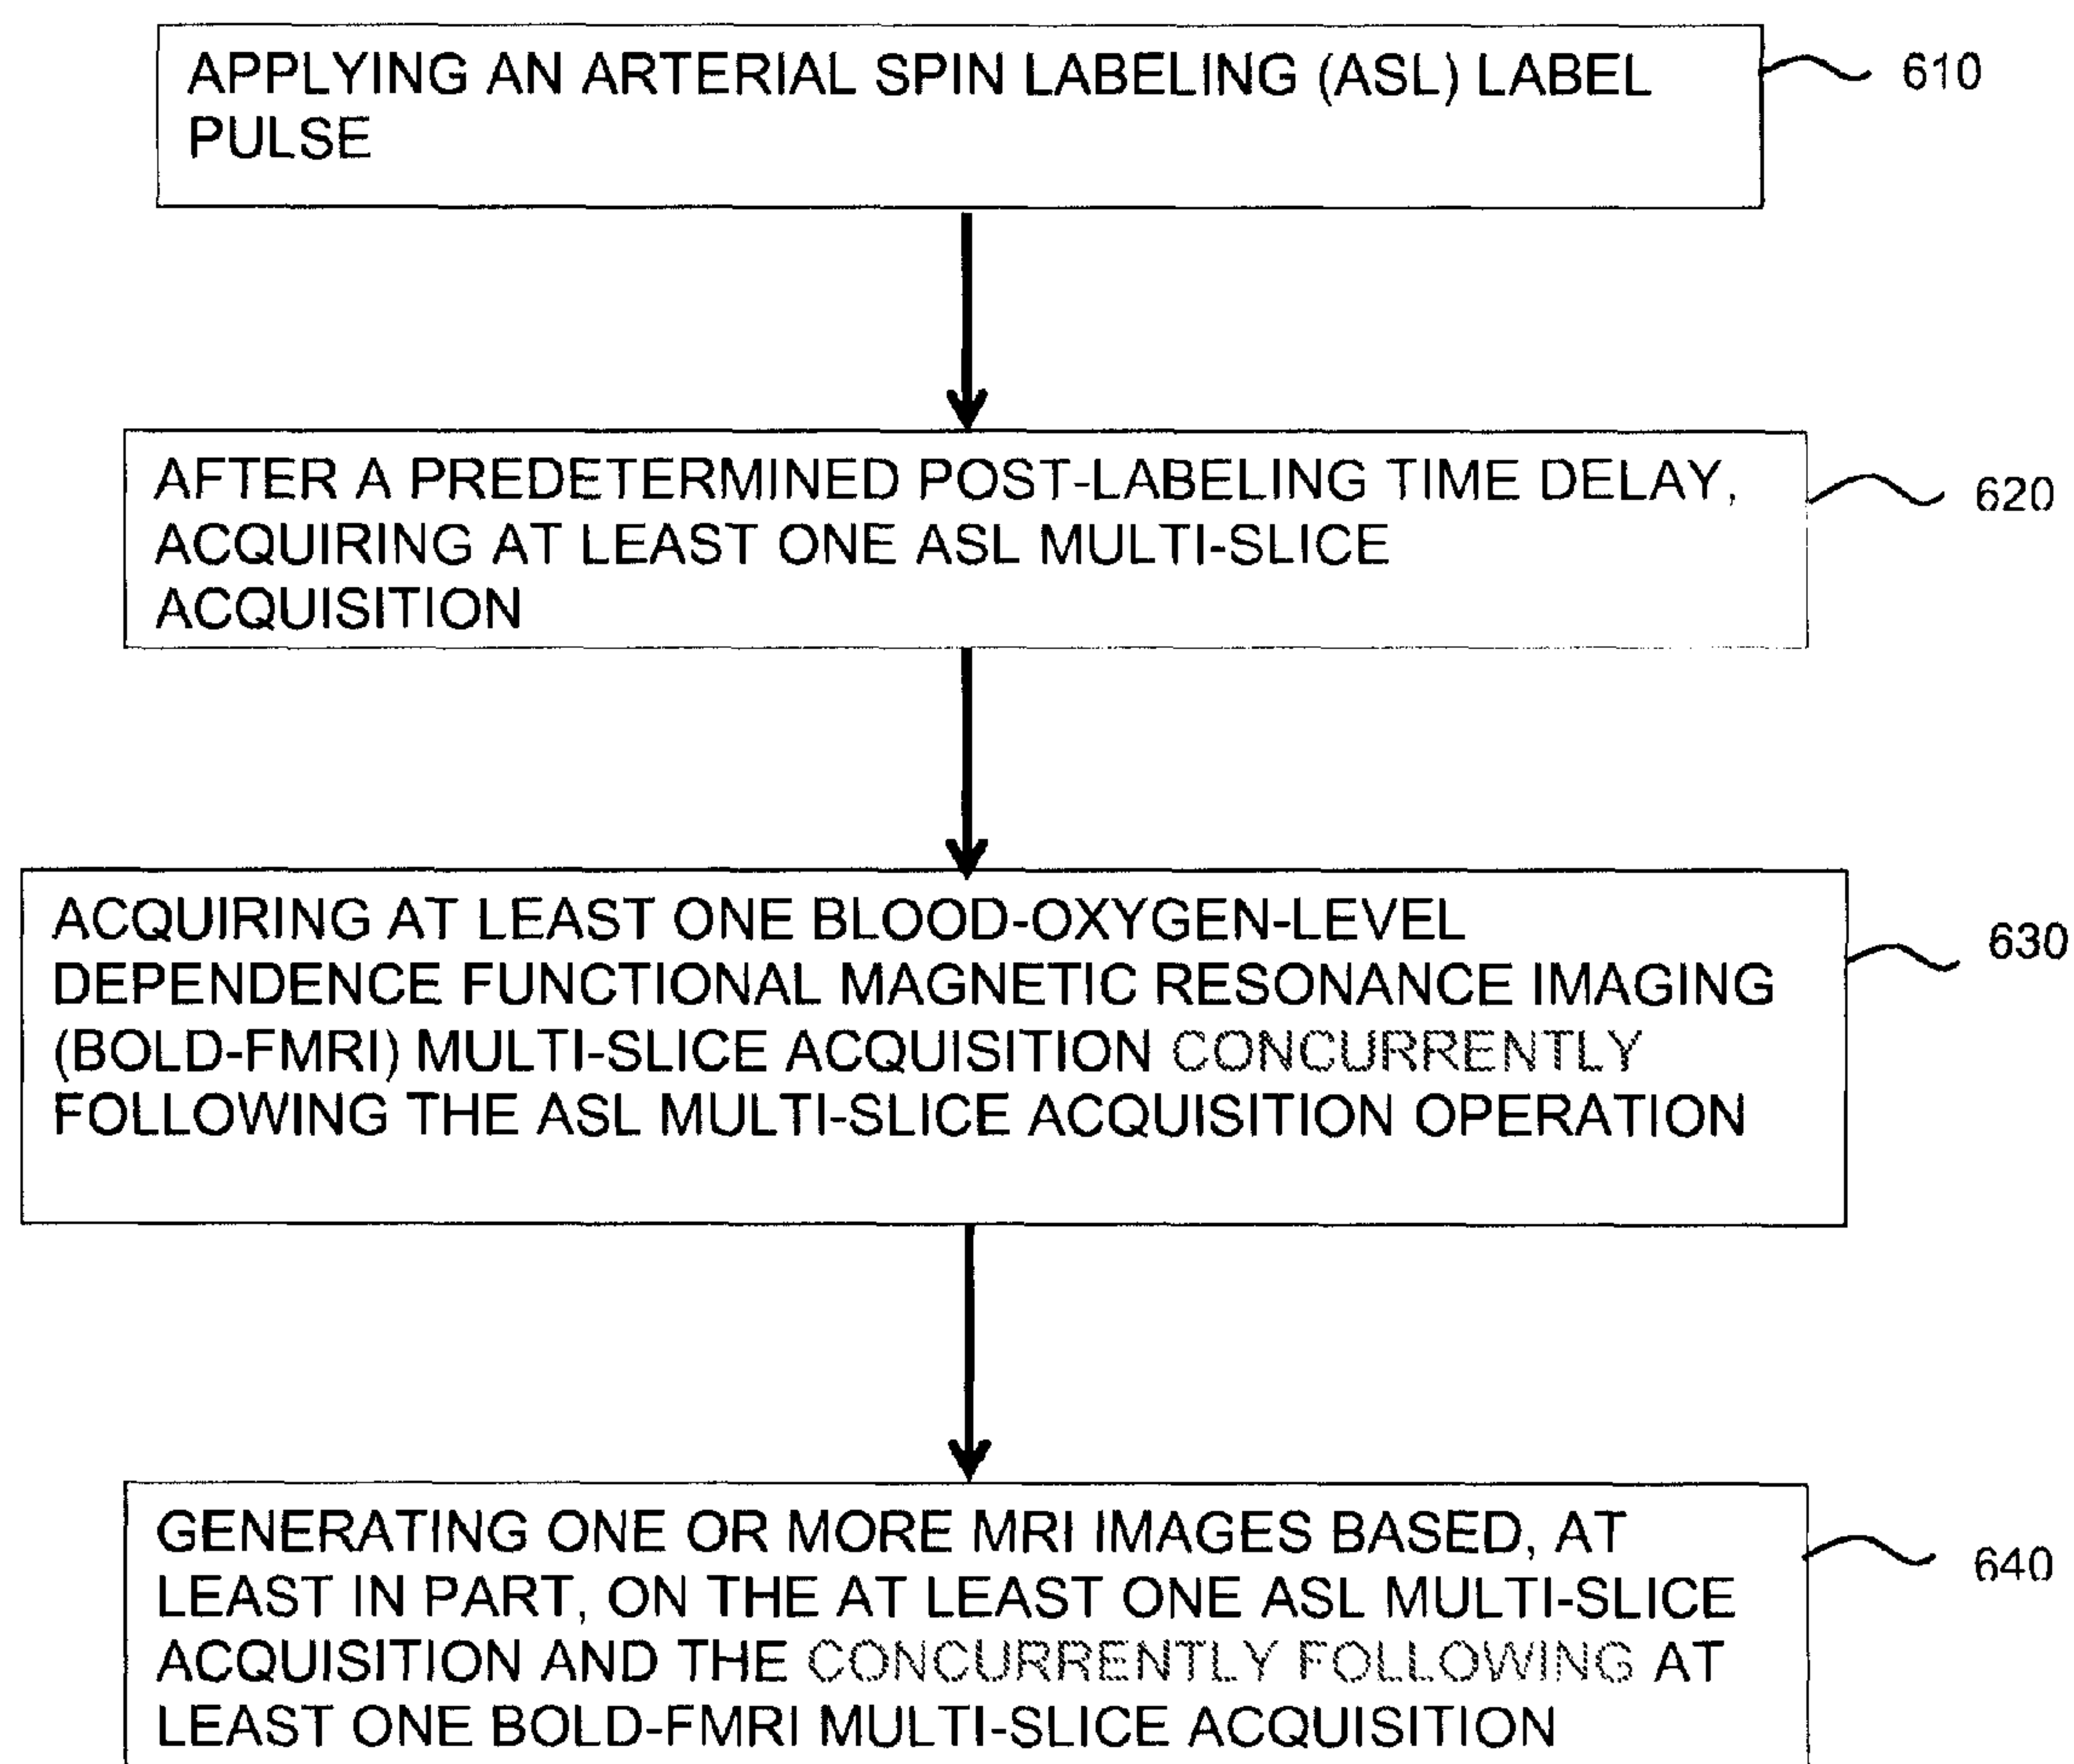 APPLYING AN ARTERIAL SPIN LABELING (ASL) LABEL
PULSE
610
AFTER A PREDETERMINED POST-LABELING TIME DELAY,
ACQUIRING AT LEAST ONE ASL MULTI-SLICE
ACQUISITION
620
ACQUIRING AT LEAST ONE BLOOD-OXYGEN-LEVEL
DEPENDENCE FUNCTIONAL MAGNETIC RESONANCE IMAGING
(BOLD-FMRI) MULTI-SLICE ACQUISITION CONCURRENTLY
FOLLOWING THE ASL MULTI-SLICE ACQUISITION OPERATION
630
GENERATING ONE OR MORE MRI IMAGES BASED, AT
LEAST IN PART, ON THE AT LEAST ONE ASL MULTI-SLICE
ACQUISITION AND THE CONCURRENTLY FOLLOWING AT
LEAST ONE BOLD-FMRI MULTI-SLICE ACQUISITION
640